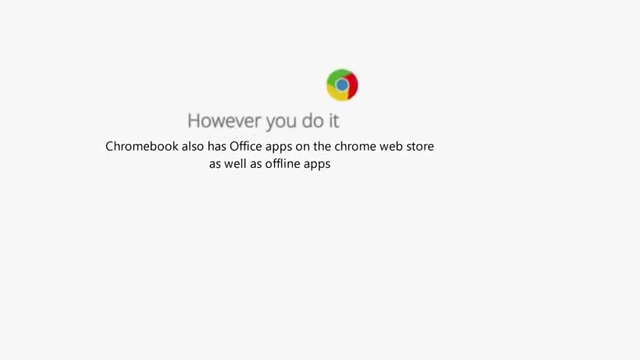 However you do it
Chromebook also has Office apps on the chrome web store
as well as offline apps